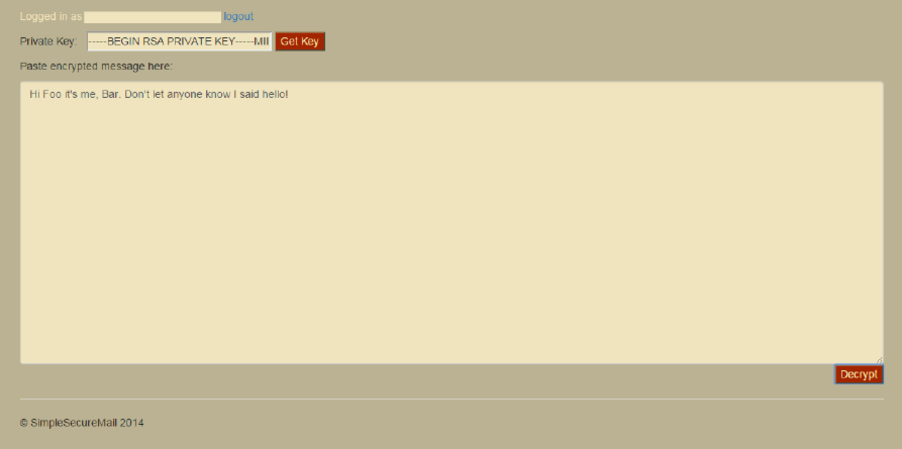 Logged in as logout
Private Key: -----BEGIN RSA PRIVATE KEY-----MII Get Key
Paste encrypted message here:
Hi Foo it's me, Bar. Don't let anyone know I said hello!
Decrypt
© SimpleSecureMail 2014